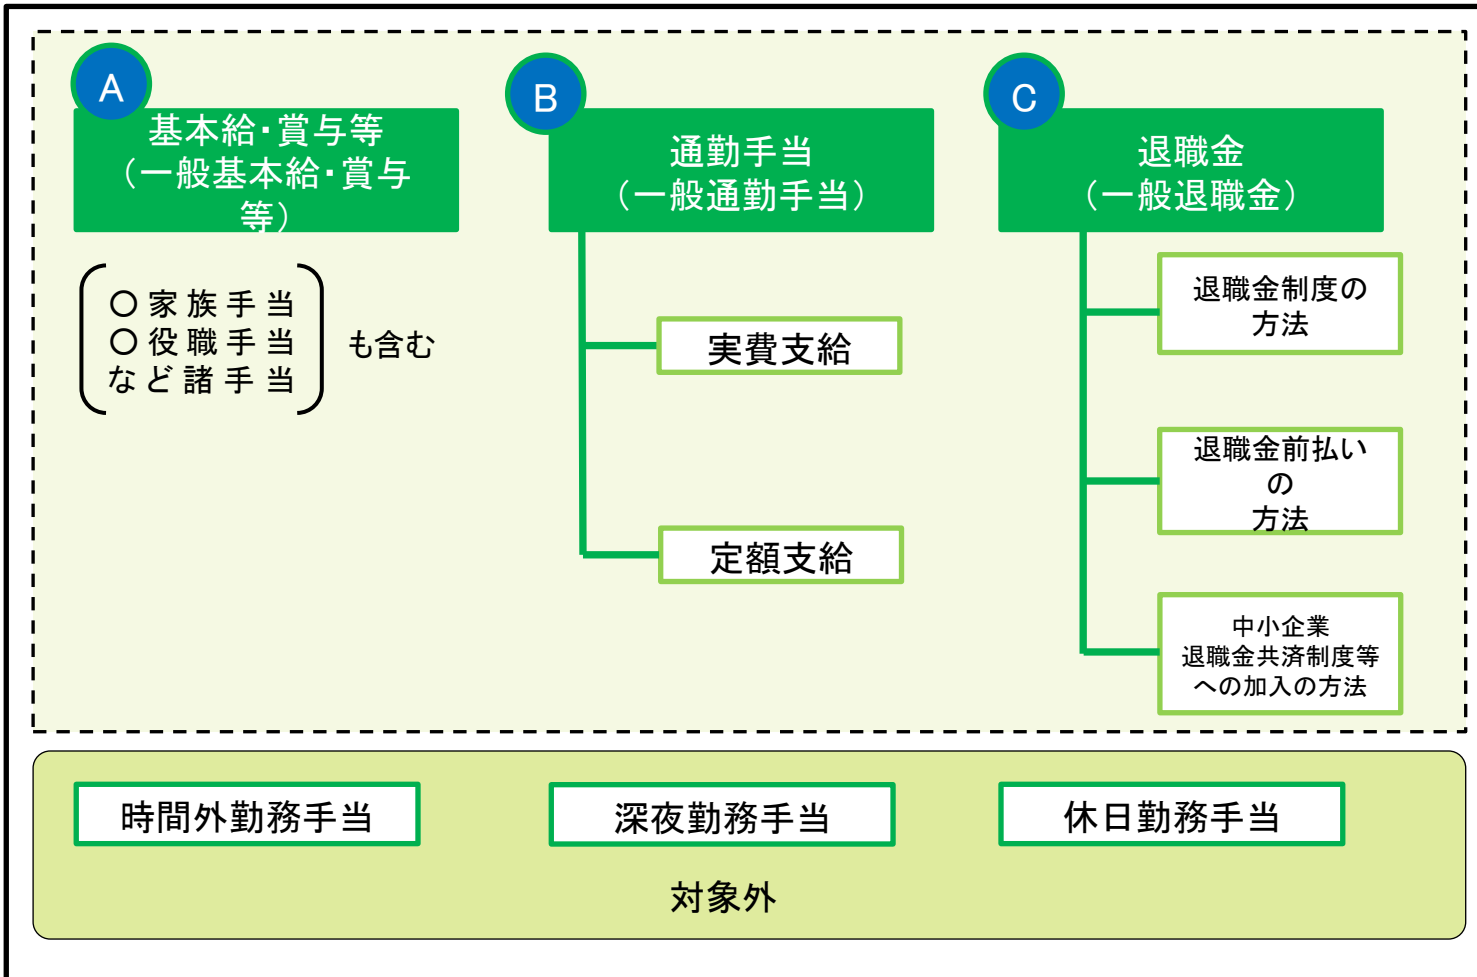 A
基本給・賞与等
（一般基本給・賞与
等）
〇家族手当
〇役職手当
など諸手当
も含む
B
通勤手当
（一般通勤手当）
実費支給
定額支給
C
退職金
（一般退職金）
退職金制度の
方法
退職金前払い
の
方法
中小企業
退職金共済制度等
への加入の方法
時間外勤務手当
深夜勤務手当
休日勤務手当
対象外